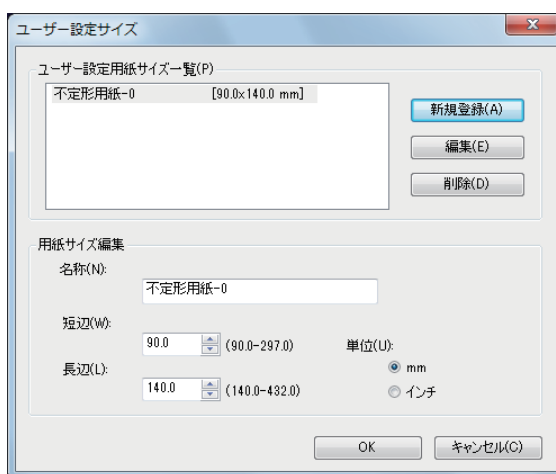 ユーザー設定サイズ
ユーザー設定用紙サイズ一覧(P)
不定形用紙-0 [90.0x140.0 mm]
新規登録(A)
編集(E)
削除(D)
用紙サイズ編集
名称(N):
不定形用紙-0
短辺(W):
90.0 (90.0-297.0) 単位(U):
長辺(L): mm
140.0 (140.0-432.0) インチ
OK キャンセル(C)